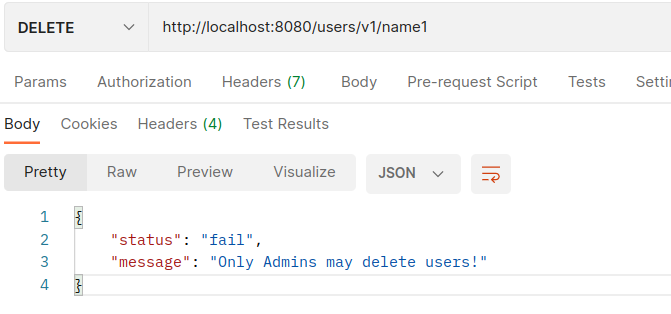 DELETE http://localhost:8080/users/v1/name1
Params Authorization Headers (7) Body Pre-request Script Tests Setti
Body Cookies Headers (4) Test Results
Pretty Raw Preview Visualize JSON
1 {
2 "status": "fail",
3 "message": "Only Admins may delete users!"
4 }